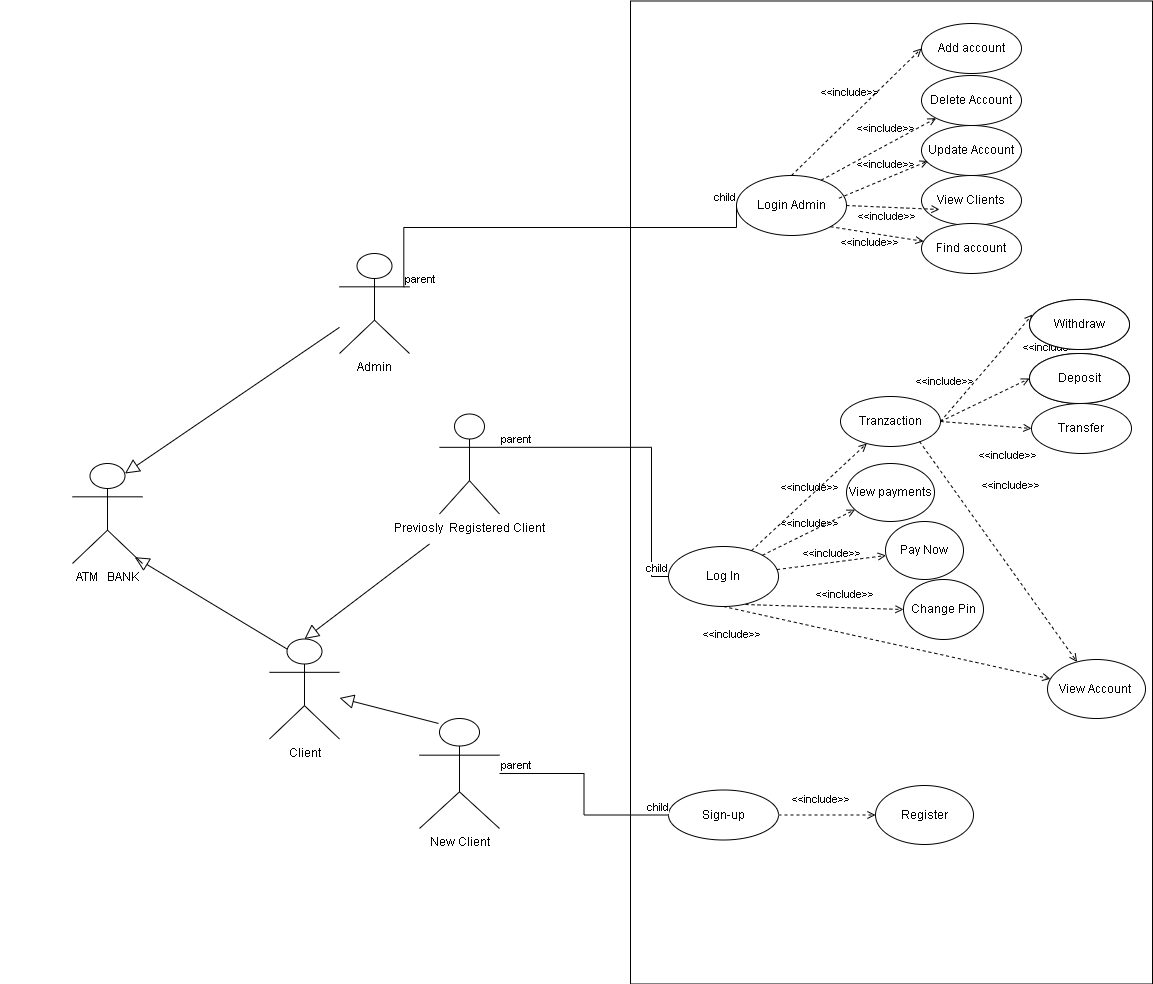 Add account
<<include>>
Delete Account
<<include>>
Update Account
<<include>>
child
Login Admin
View Clients
<<include>>
<<include>>
Find account
parent
Admin
Withdraw
<<include>>
<<include>>
Deposit
Tranzaction
Transfer
parent
<<include>>
<<include>>
<<include>>
View payments
Previosly Registered Client
<<include>>
Pay Now
<<include>>
child
Log In
ATM BANK
<<include>>
Change Pin
<<include>>
View Account
Client
parent
<<include>>
child
Sign-up
Register
New Client